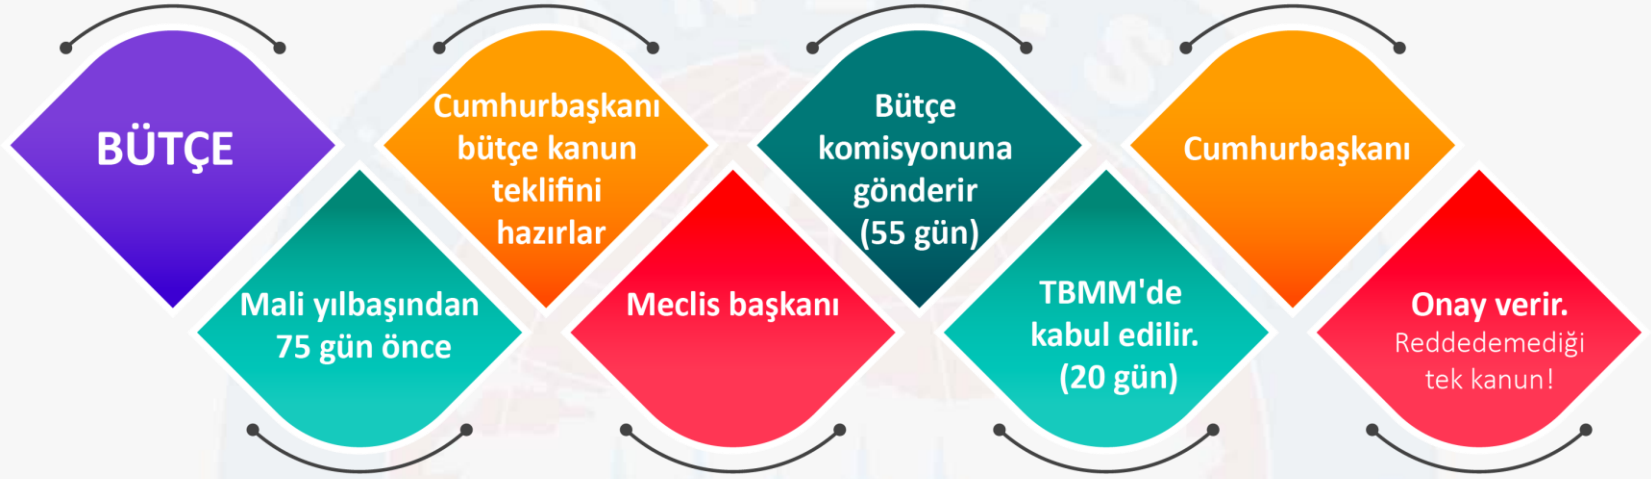 BÜTÇE
Mali yılbaşından
75 gün önce
Cumhurbaşkanı
bütçe kanun
teklifini
hazırlar
Meclis başkanı
Bütçe
komisyonuna
gönderir
(55 gün)
TBMM'de
kabul edilir.
(20 gün)
Cumhurbaşkanı
Onay verir.
Reddedemediği
tek kanun!